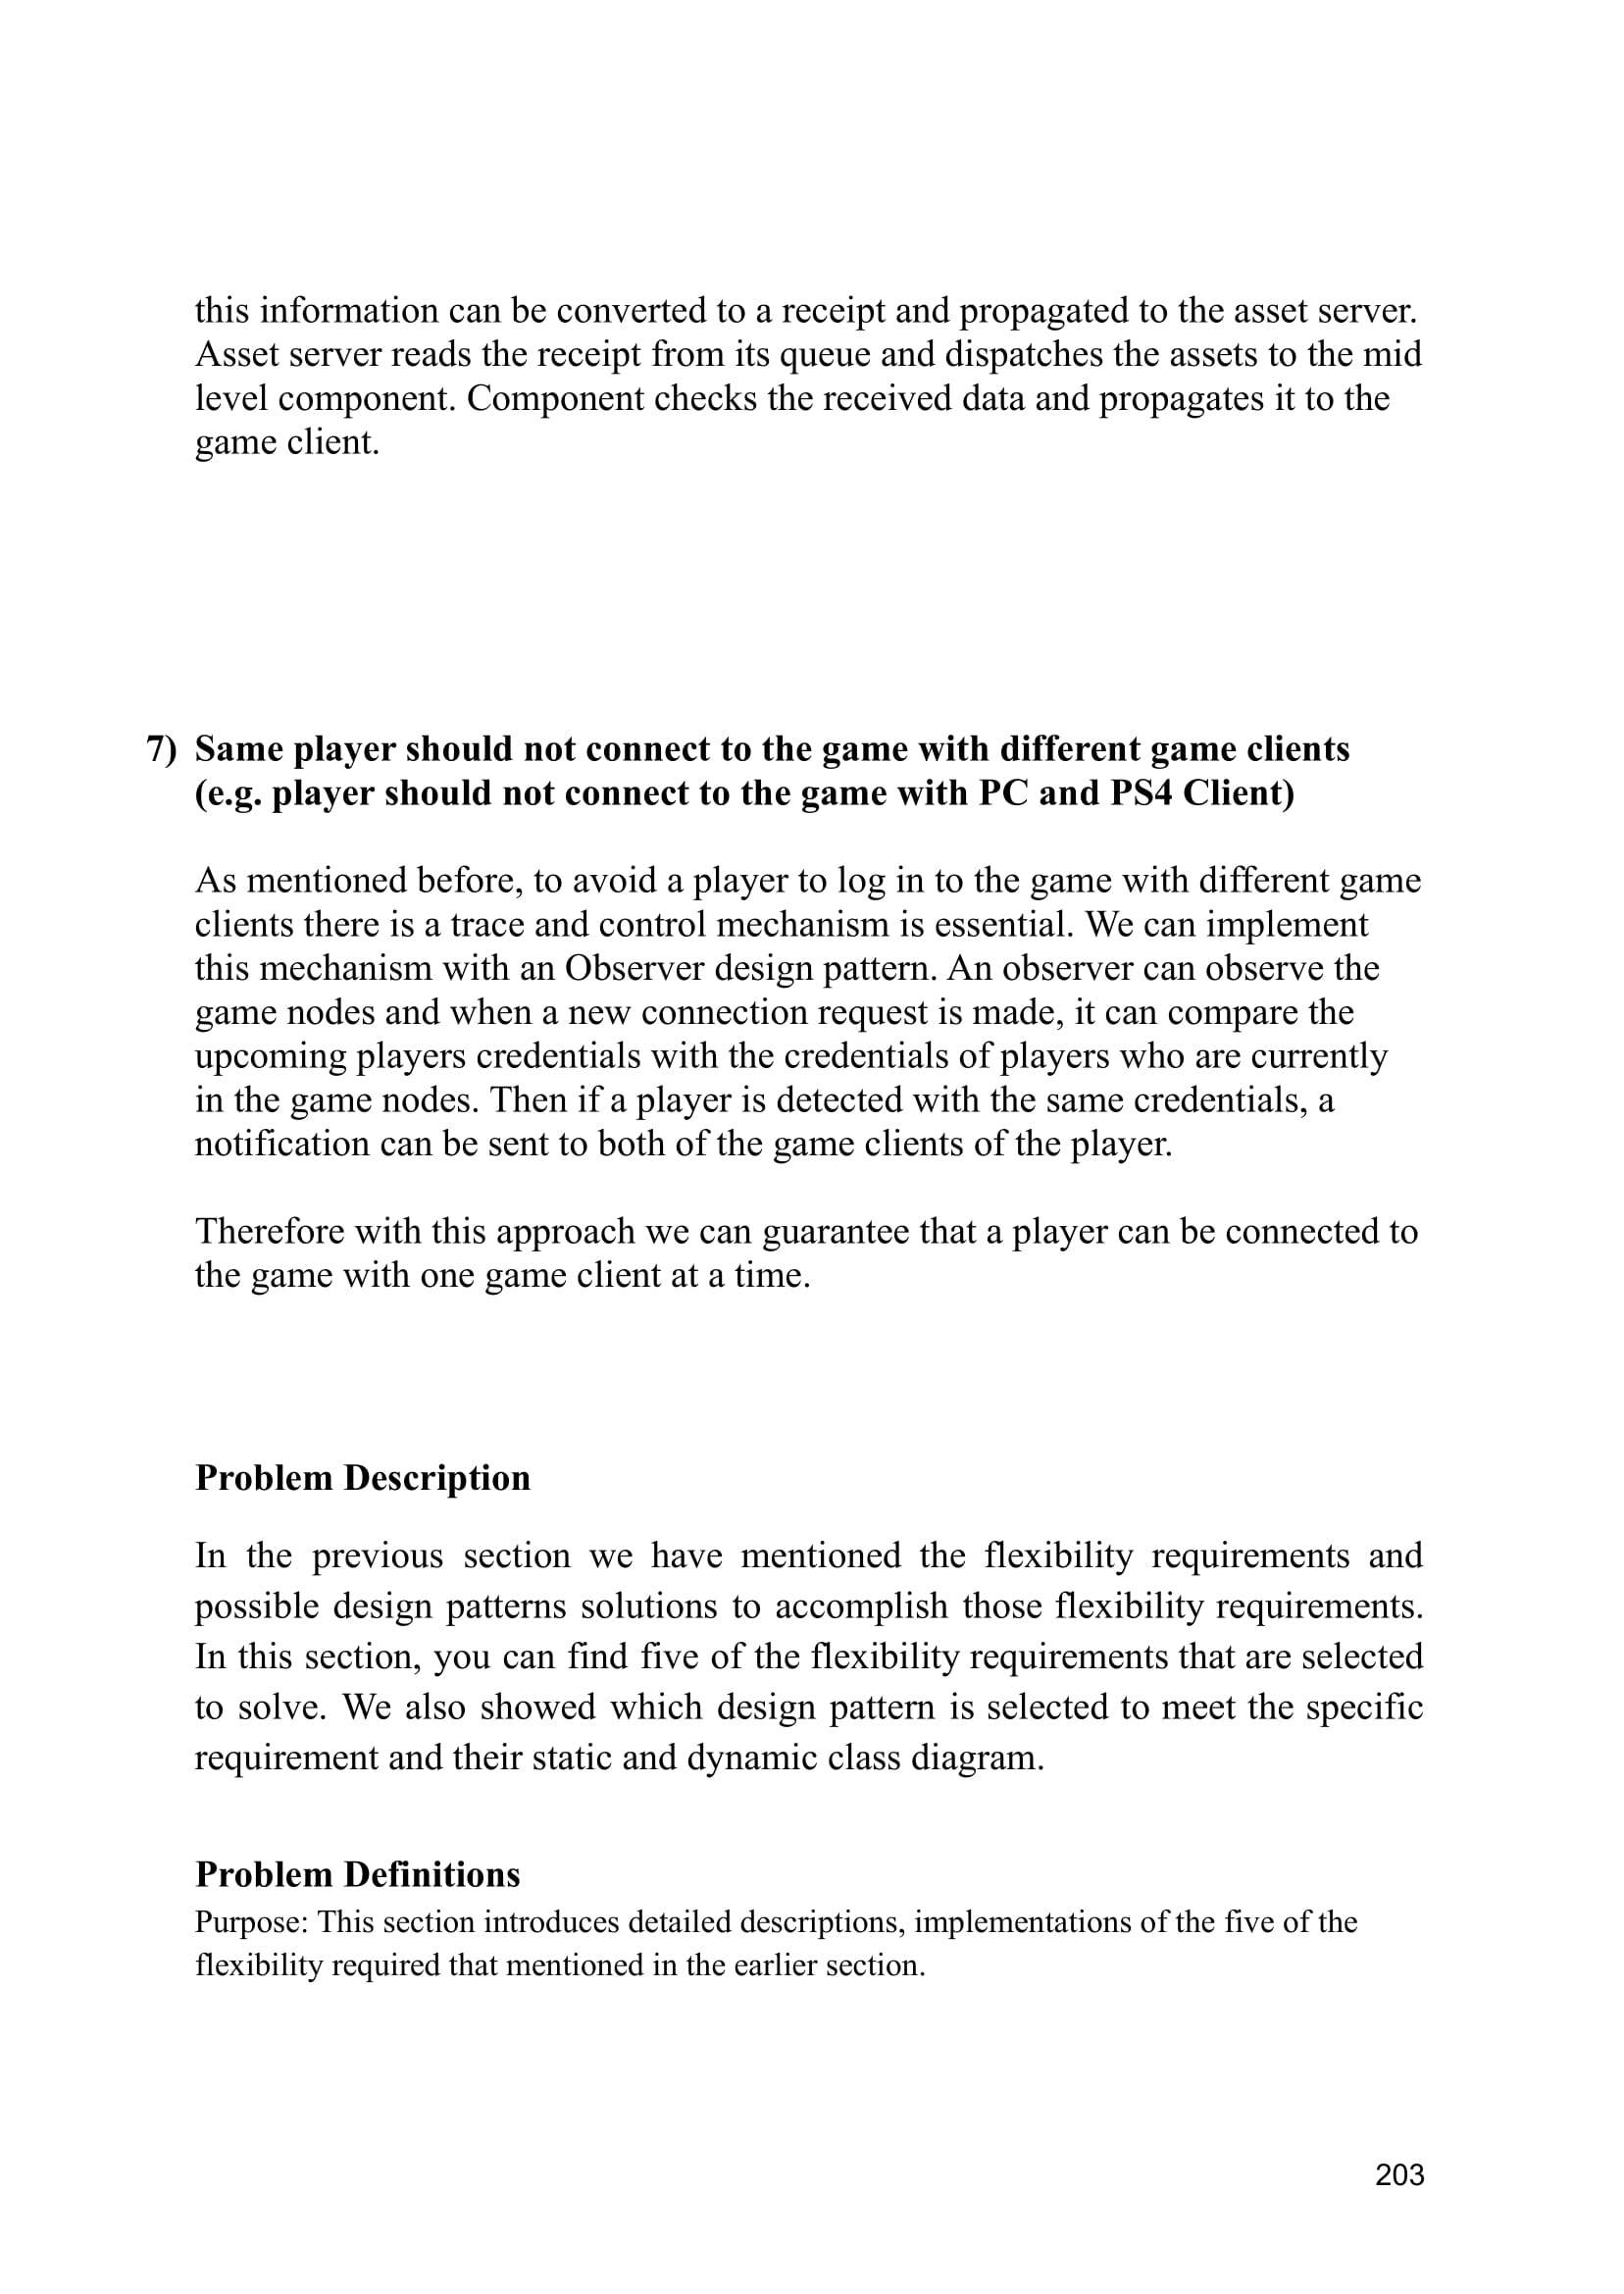 this information can be converted to a receipt and propagated to the asset server.
Asset server reads the receipt from its queue and dispatches the assets to the mid
level component. Component checks the received data and propagates it to the
game client.
7) Same player should not connect to the game with different game clients
(e.g. player should not connect to the game with PC and PS4 Client)
As mentioned before, to avoid a player to log in to the game with different game
clients there is a trace and control mechanism is essential. We can implement
this mechanism with an Observer design pattern. An observer can observe the
game nodes and when a new connection request is made, it can compare the
upcoming players credentials with the credentials of players who are currently
in the game nodes. Then if a player is detected with the same credentials, a
notification can be sent to both of the game clients of the player.
Therefore with this approach we can guarantee that a player can be connected to
the game with one game client at a time.
Problem Description
In the previous section we have mentioned the flexibility requirements and
possible design patterns solutions to accomplish those flexibility requirements.
In this section, you can find five of the flexibility requirements that are selected
to solve. We also showed which design pattern is selected to meet the specific
requirement and their static and dynamic class diagram.
Problem Definitions
Purpose: This section introduces detailed descriptions, implementations of the five of the
flexibility required that mentioned in the earlier section.
203